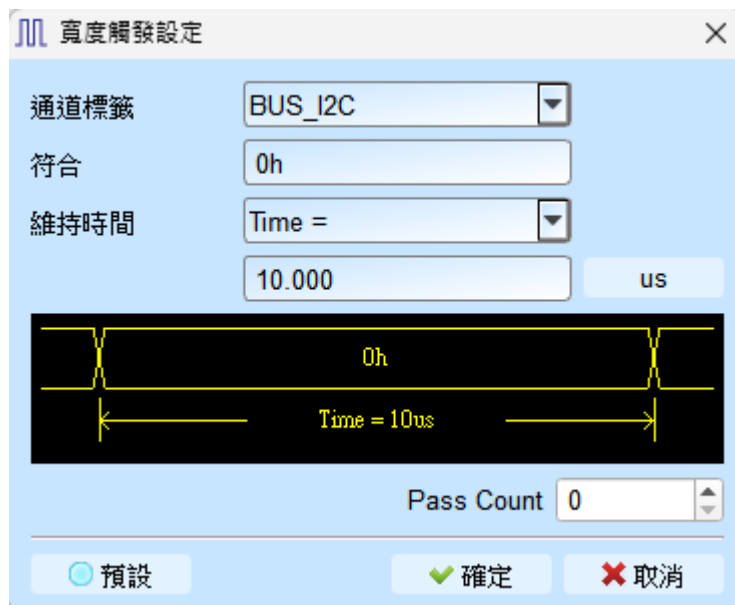 寬度觸發設定
通道標籤 BUS_I2C
符合 0h
維持時間 Time =
10.000 us
0h
Time = 10us
Pass Count 0
預設 確定 取消